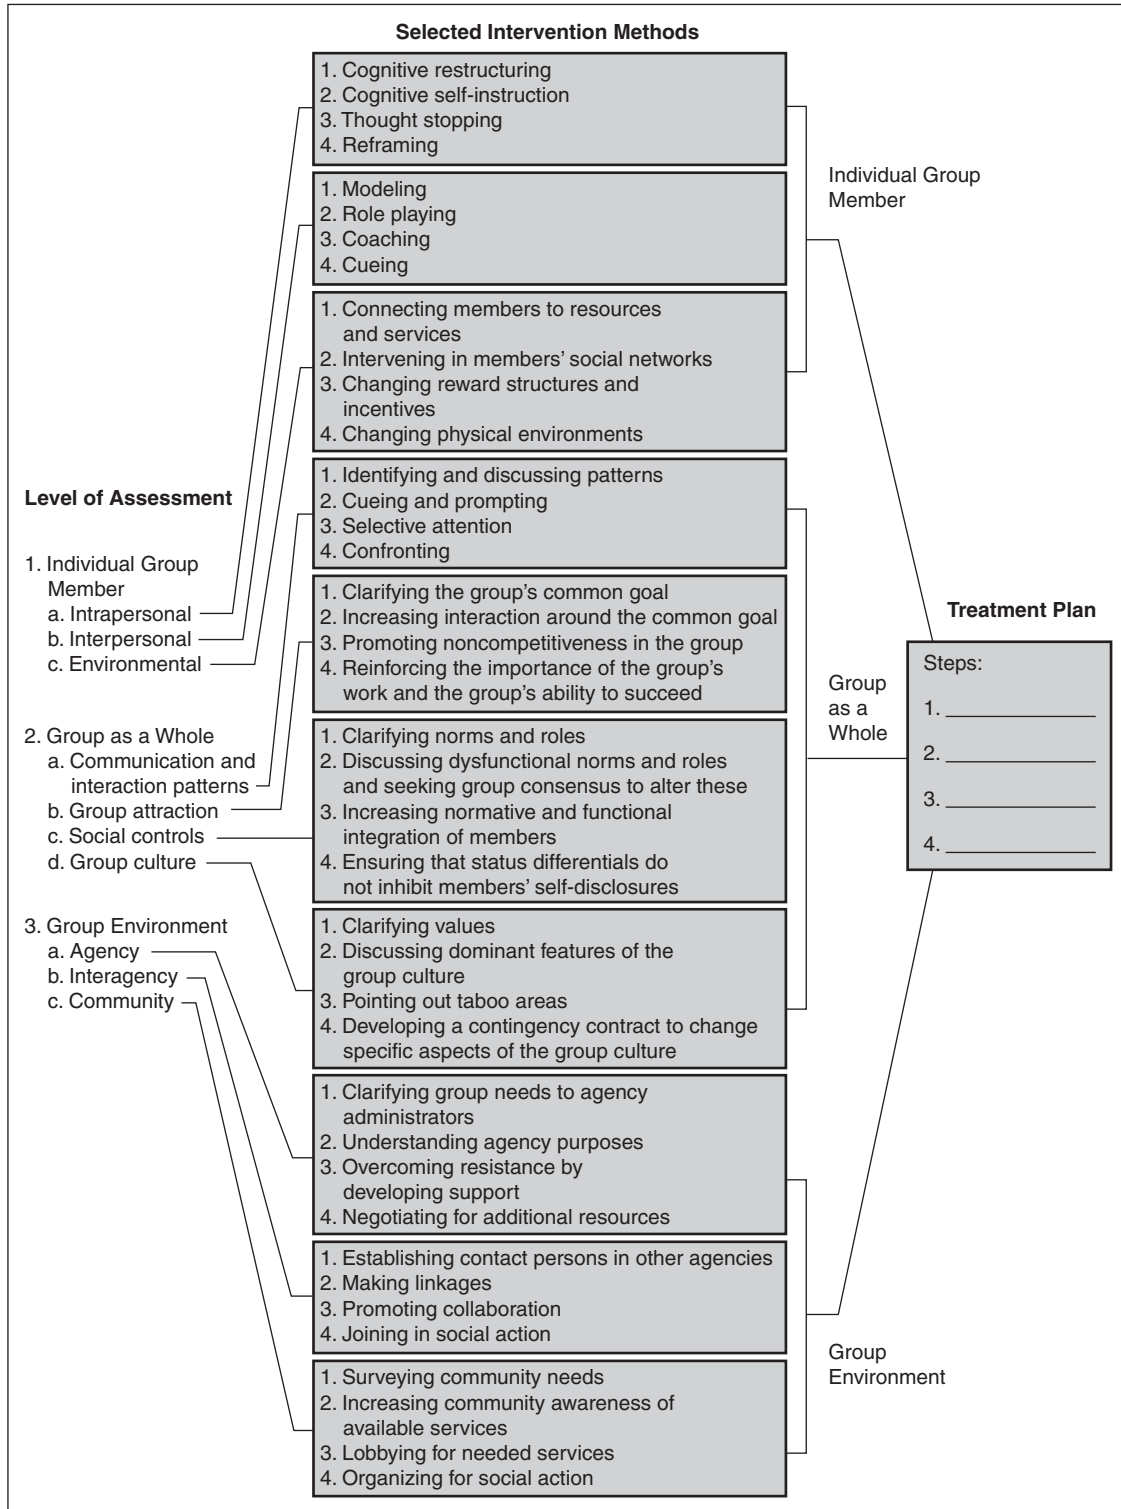 Selected Intervention Methods
1. Cognitive restructuring
2. Cognitive self-instruction
3. Thought stopping
4. Reframing
1. Modeling
2. Role playing
3. Coaching
4. Cueing
1. Connecting members to resources
and services
2. Intervening in members’ social networks
3. Changing reward structures and
incentives
4. Changing physical environments
1. Identifying and discussing patterns
2. Cueing and prompting
3. Selective attention
4. Confronting
1. Clarifying the group’s common goal
2. Increasing interaction around the common goal
3. Promoting noncompetitiveness in the group
4. Reinforcing the importance of the group’s
work and the group’s ability to succeed
1. Clarifying norms and roles
2. Discussing dysfunctional norms and roles
and seeking group consensus to alter these
3. Increasing normative and functional
integration of members
4. Ensuring that status differentials do
not inhibit members’ self-disclosures
1. Clarifying values
2. Discussing dominant features of the
group culture
3. Pointing out taboo areas
4. Developing a contingency contract to change
specific aspects of the group culture
1. Clarifying group needs to agency
administrators
2. Understanding agency purposes
3. Overcoming resistance by
developing support
4. Negotiating for additional resources
1. Establishing contact persons in other agencies
2. Making linkages
3. Promoting collaboration
4. Joining in social action
1. Surveying community needs
2. Increasing community awareness of
available services
3. Lobbying for needed services
4. Organizing for social action
Level of Assessment
1. Individual Group
Member
a. Intrapersonal
b. Interpersonal
c. Environmental
2. Group as a Whole
a. Communication and
interaction patterns
b. Group attraction
c. Social controls
d. Group culture
3. Group Environment
a. Agency
b. Interagency
c. Community
Individual Group
Member
Group
as a
Whole
Group
Environment
Treatment Plan
Steps:
1.
2.
3.
4.